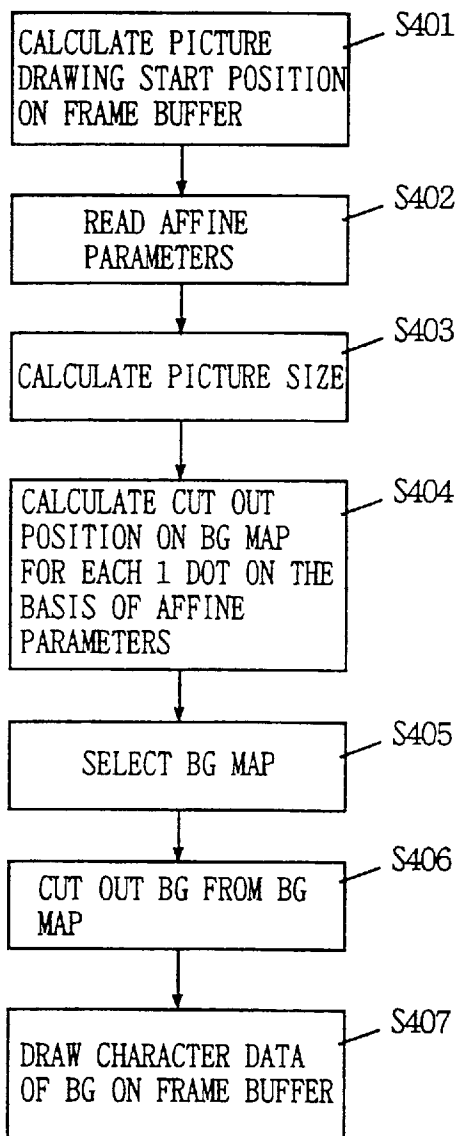 S401
CALCULATE PICTURE
DRAWING START POSITION
ON FRAME BUFFER
S402
READ AFFINE
PARAMETERS
S403
CALCULATE PICTURE SIZE
S404
CALCULATE CUT OUT
POSITION ON BG MAP
FOR EACH 1 DOT ON THE
BASIS OF AFFINE
PARAMETERS
S405
SELECT BG MAP
S406
CUT OUT BG FROM BG
MAP
S407
DRAW CHARACTER DATA
OF BG ON FRAME BUFFER